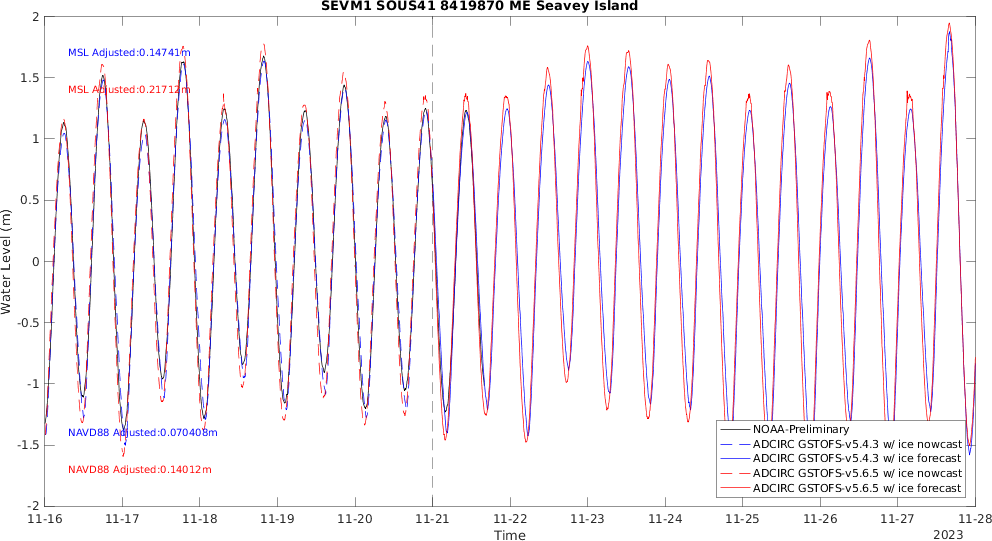 SEVM1 SOUS41 8419870 ME Seavey Island
2
1.5
1
0.5
0
-0.5
-1
-1.5
-2
Water Level (m)
MSL Adjusted:0.14741m
MSL Adjusted:0.21712m
NAVD88 Adjusted:0.070408m
NAVD88 Adjusted:0.14012m
NOAA-Preliminary
ADCIRC GSTOFS-v5.4.3 w/ ice nowcast
ADCIRC GSTOFS-v5.4.3 w/ ice forecast
ADCIRC GSTOFS-v5.6.5 w/ ice nowcast
ADCIRC GSTOFS-v5.6.5 w/ ice forecast
11-16 11-17 11-18 11-19 11-20 11-21 11-22 11-23 11-24 11-25 11-26 11-27 11-28
Time
2023